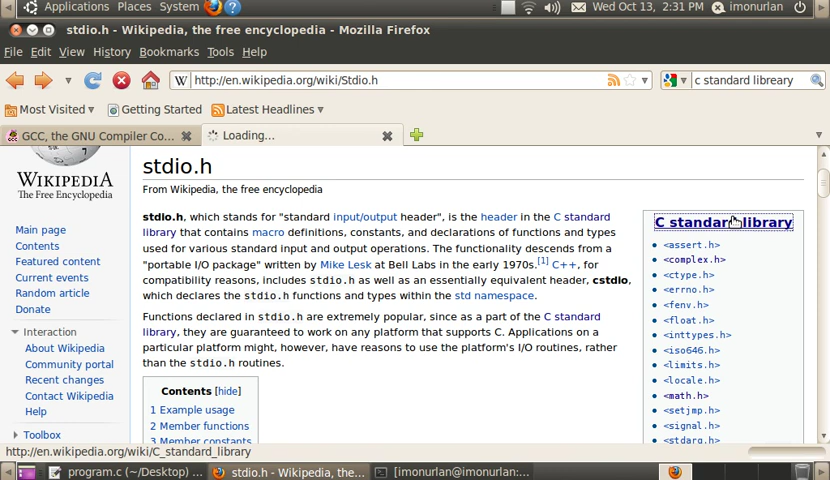 Applications Places System Wed Oct 13, 2:31 PM imonurlan
stdio.h - Wikipedia, the free encyclopedia - Mozilla Firefox
File Edit View History Bookmarks Tools Help
W http://en.wikipedia.org/wiki/Stdio.h c standard libreary
Most Visited Getting Started Latest Headlines
GCC, the GNU Compiler Co... Loading...
WIKIPEDIA
The Free Encyclopedia
Main page
Contents
Featured content
Current events
Random article
Donate
Interaction
About Wikipedia
Community portal
Recent changes
Contact Wikipedia
Help
Toolbox
stdio.h
From Wikipedia, the free encyclopedia
stdio.h, which stands for "standard input/output header", is the header in the C standard
library that contains macro definitions, constants, and declarations of functions and types
used for various standard input and output operations. The functionality descends from a
"portable I/O package" written by Mike Lesk at Bell Labs in the early 1970s.[1] C++, for
compatibility reasons, includes stdio.h as well as an essentially equivalent header, cstdio,
which declares the stdio.h functions and types within the std namespace.
Functions declared in stdio.h are extremely popular, since as a part of the C standard
library, they are guaranteed to work on any platform that supports C. Applications on a
particular platform might, however, have reasons to use the platform's I/O routines, rather
than the stdio.h routines.
Contents [hide]
1 Example usage
2 Member functions
3 Member constants
C standard library
<assert.h>
<complex.h>
<ctype.h>
<errno.h>
<fenv.h>
<float.h>
<inttypes.h>
<iso646.h>
<limits.h>
<locale.h>
<math.h>
<setjmp.h>
<signal.h>
<stdarg.h>
http://en.wikipedia.org/wiki/C_standard_library
program.c (~/Desktop) ... stdio.h - Wikipedia, the... [imonurlan@imonurlan:...